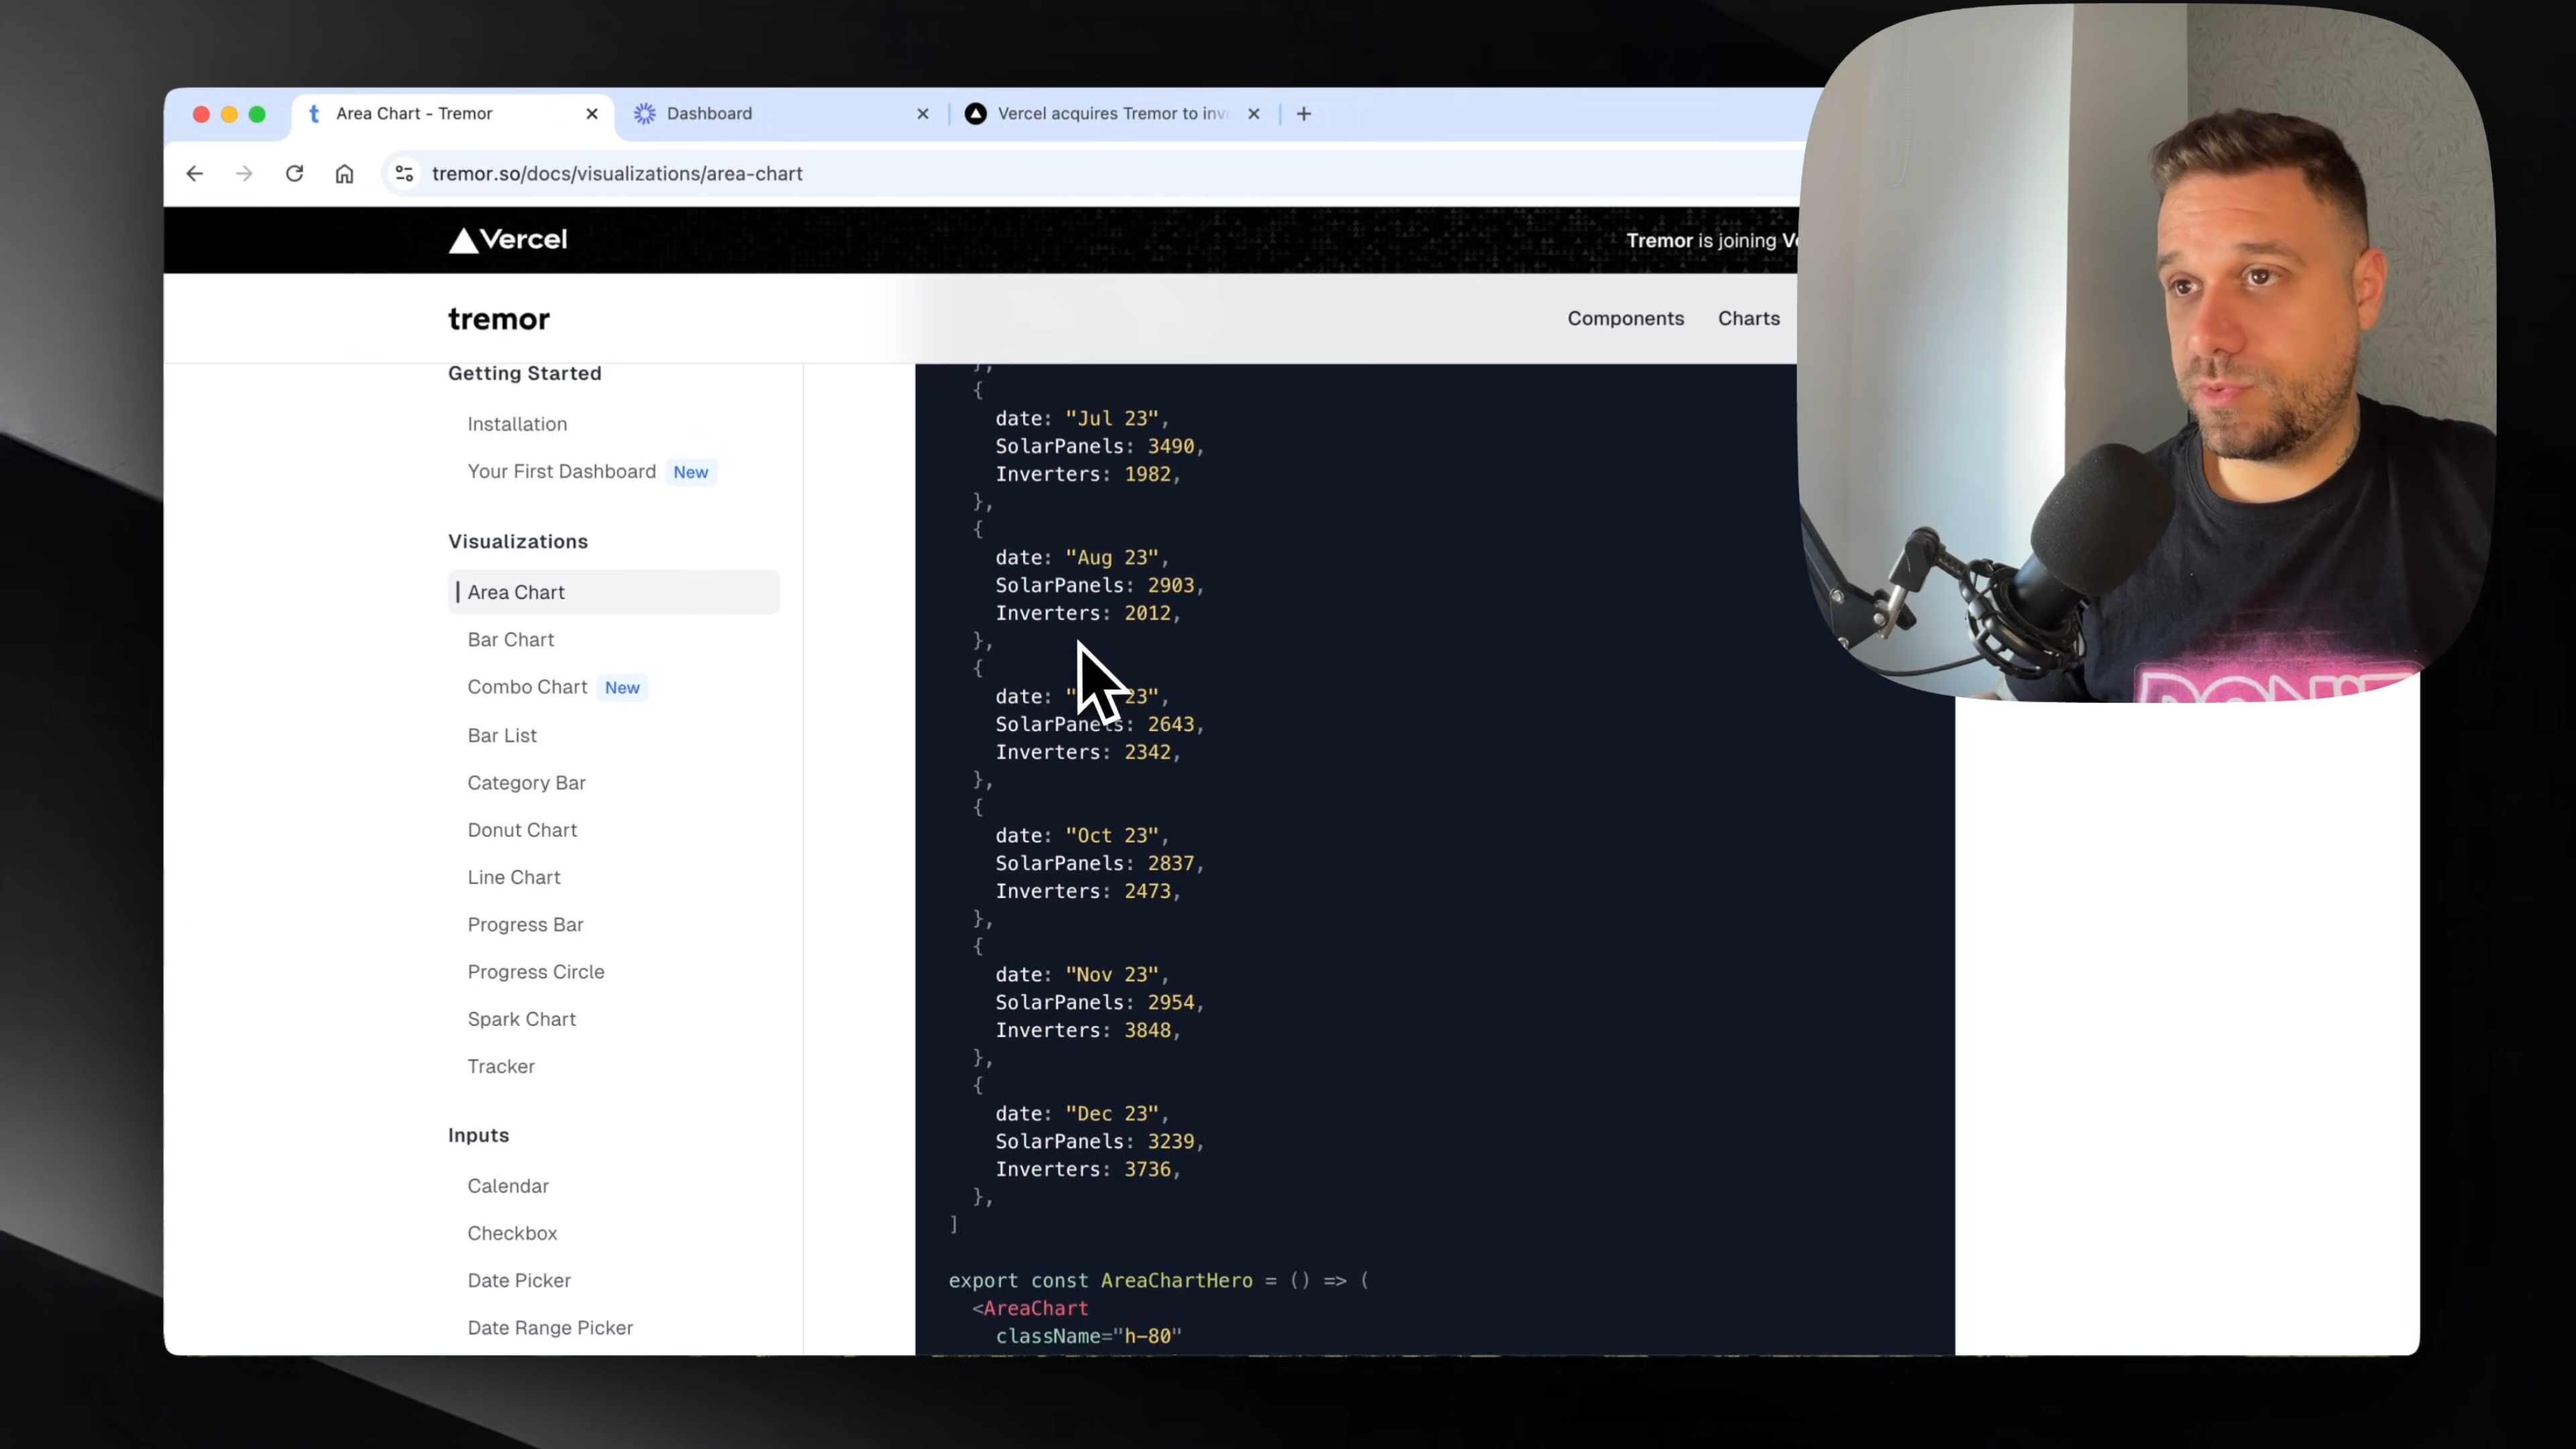 Area Chart - Tremor
Dashboard
Vercel acquires Tremor to inv
tremor.so/docs/visualizations/area-chart
Vercel
Tremor is joining
tremor
Components
Charts
Getting Started
Installation
Your First Dashboard New
Visualizations
Area Chart
Bar Chart
Combo Chart New
Bar List
Category Bar
Donut Chart
Line Chart
Progress Bar
Progress Circle
Spark Chart
Tracker
Inputs
Calendar
Checkbox
Date Picker
Date Range Picker
},
{
date: "Jul 23",
SolarPanels: 3490,
Inverters: 1982,
},
{
date: "Aug 23",
SolarPanels: 2903,
Inverters: 2012,
},
{
date: " 23",
SolarPanels: 2643,
Inverters: 2342,
},
{
date: "Oct 23",
SolarPanels: 2837,
Inverters: 2473,
},
{
date: "Nov 23",
SolarPanels: 2954,
Inverters: 3848,
},
{
date: "Dec 23",
SolarPanels: 3239,
Inverters: 3736,
},
]
export const AreaChartHero = () => (
<AreaChart
className="h-80"